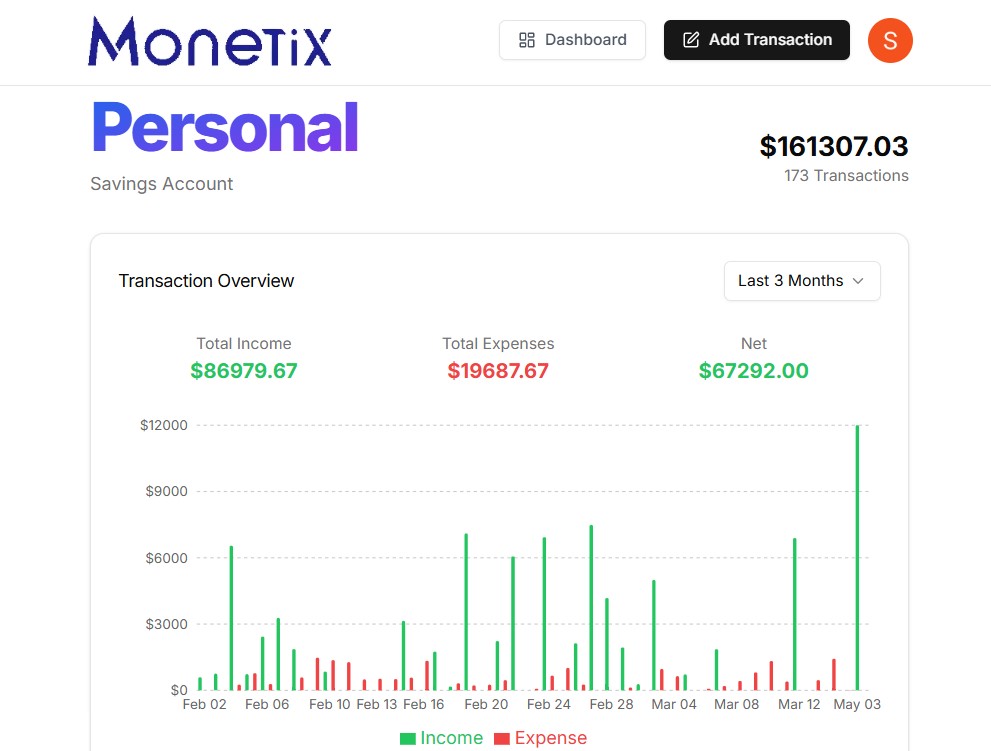 Monetix
Dashboard
Add Transaction
S
Personal
Savings Account
$161307.03
173 Transactions
Transaction Overview
Last 3 Months
Total Income
$86979.67
Total Expenses
$19687.67
Net
$67292.00
$12000
$9000
$6000
$3000
$0
Feb 02 Feb 06 Feb 10 Feb 13 Feb 16 Feb 20 Feb 24 Feb 28 Mar 04 Mar 08 Mar 12 May 03
Income Expense